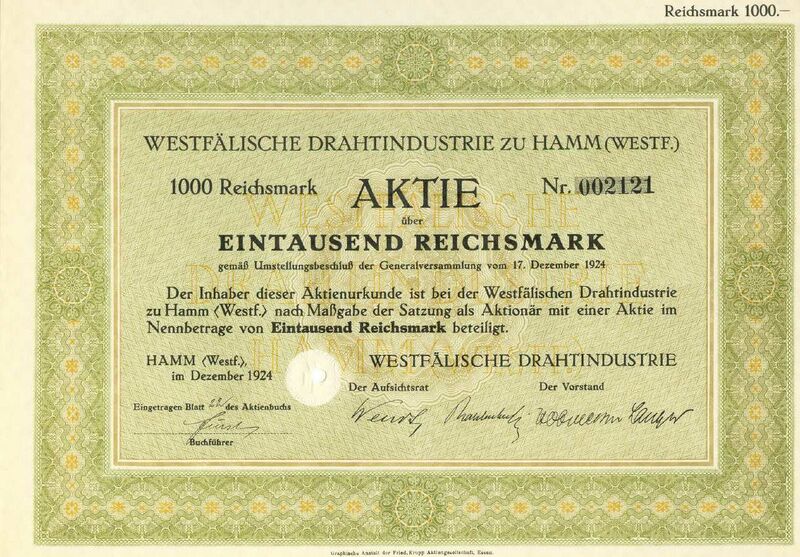 Reichsmark 1000.—
WESTFÄLISCHE DRAHTINDUSTRIE ZU HAMM (WESTF.)
1000 Reichsmark AKTIE Nr. 002121
über
EINTAUSEND REICHSMARK
gemäß Umstellungsbeschluß der Generalversammlung vom 17. Dezember 1924
Der Inhaber dieser Aktienurkunde ist bei der Westfälischen Drahtindustrie
zu Hamm (Westf.) nach Maßgabe der Satzung als Aktionär mit einer Aktie im
Nennbetrage von Eintausend Reichsmark beteiligt.
HAMM (Westf.), WESTFÄLISCHE DRAHTINDUSTRIE
im Dezember 1924
Der Aufsichtsrat Der Vorstand
Eingetragen Blatt des Aktienbuchs
Buchführer
Graphische Anstalt der Fried. Krupp Aktiengesellschaft, Essen.